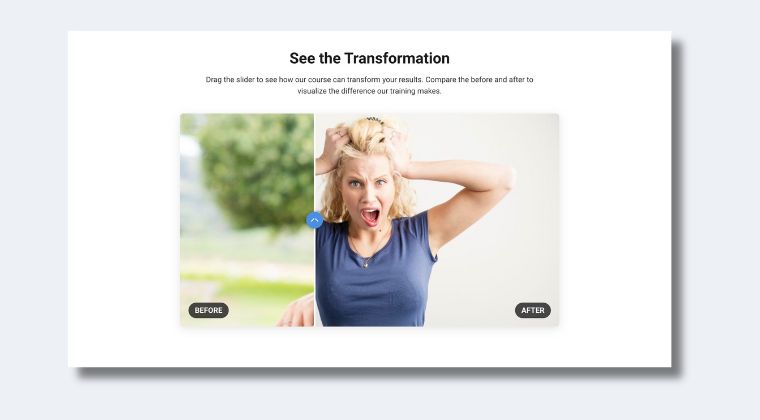 See the Transformation
Drag the slider to see how our course can transform your results. Compare the before and after to
visualize the difference our training makes.
BEFORE
AFTER